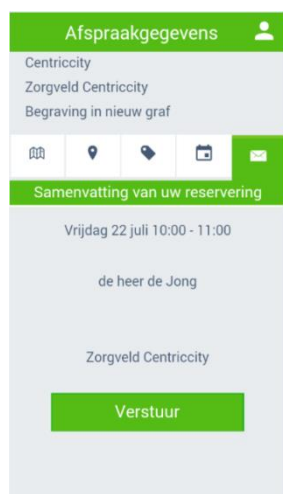 Afspraakgegevens
Centriccity
Zorgveld Centriccity
Begraving in nieuw graf
Samenvatting van uw reservering
Vrijdag 22 juli 10:00 - 11:00
de heer de Jong
Zorgveld Centriccity
Verstuur